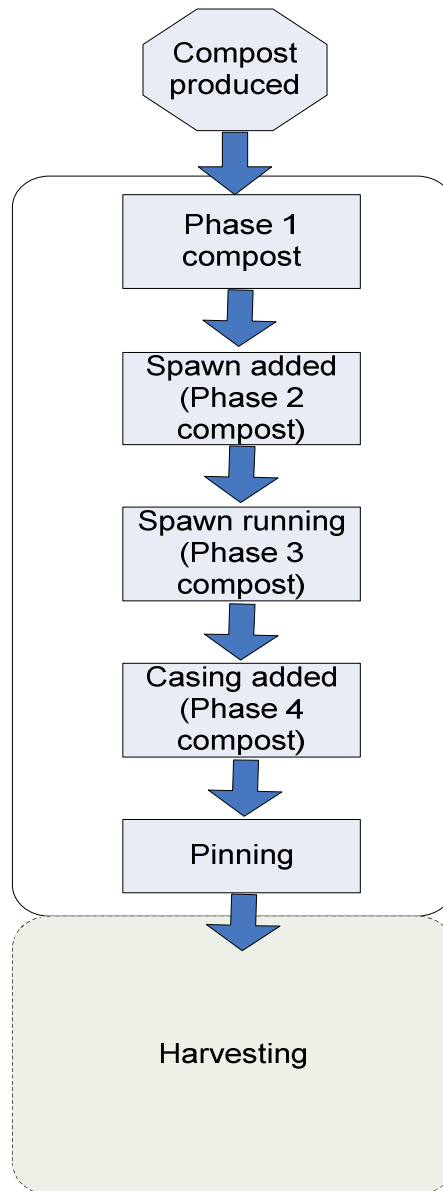 Compost
produced
Phase 1
compost
Spawn added
(Phase 2
compost)
Spawn running
(Phase 3
compost)
Casing added
(Phase 4
compost)
Pinning
Harvesting